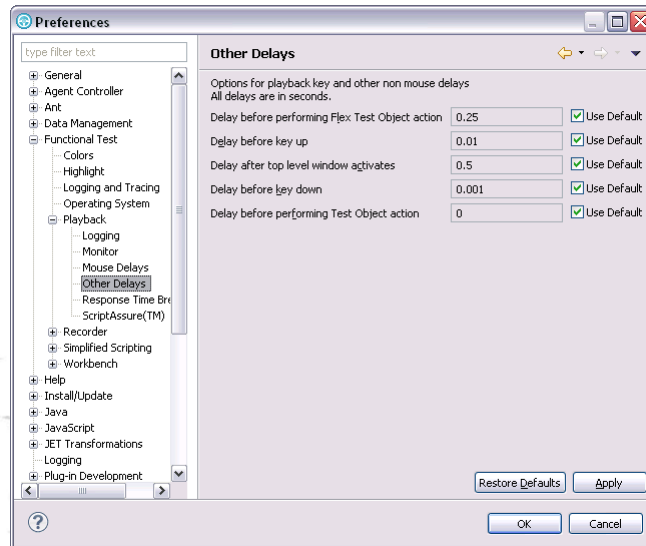 Preferences
type filter text
General
Agent Controller
Ant
Data Management
Functional Test
Colors
Highlight
Logging and Tracing
Operating System
Playback
Logging
Monitor
Mouse Delays
Other Delays
Response Time Bre
ScriptAssure(TM)
Recorder
Simplified Scripting
Workbench
Help
Install/Update
Java
JavaScript
JET Transformations
Logging
Plug-in Development
Other Delays
Options for playback key and other non mouse delays
All delays are in seconds.
Delay before performing Flex Test Object action 0.25 Use Default
Delay before key up 0.01 Use Default
Delay after top level window activates 0.5 Use Default
Delay before key down 0.001 Use Default
Delay before performing Test Object action 0 Use Default
Restore Defaults Apply
? OK Cancel